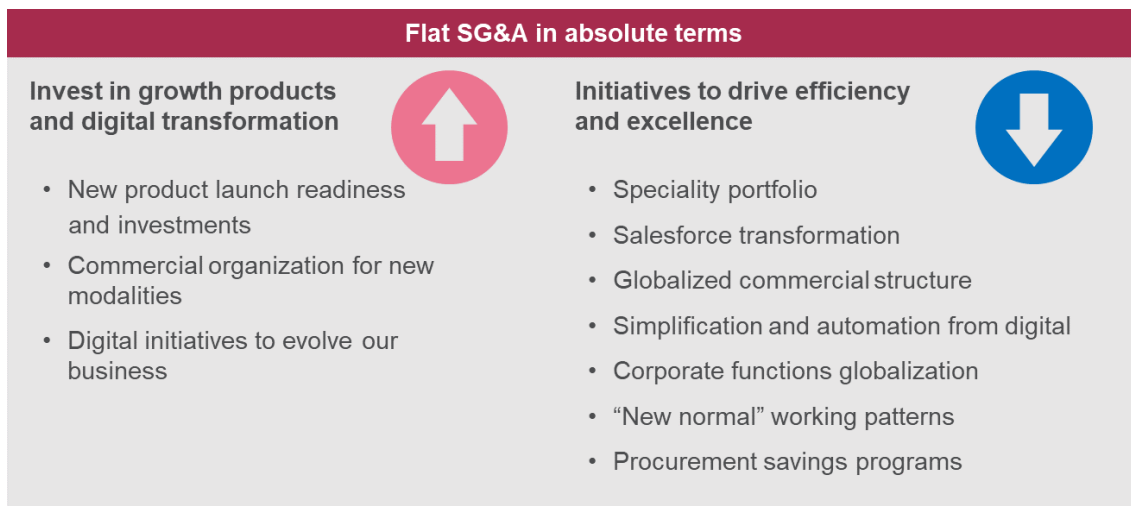 Flat SG&A in absolute terms
Invest in growth products
and digital transformation
• New product launch readiness
and investments
• Commercial organization for new
modalities
• Digital initiatives to evolve our
business
Initiatives to drive efficiency
and excellence
• Speciality portfolio
• Salesforce transformation
• Globalized commercial structure
• Simplification and automation from digital
• Corporate functions globalization
• “New normal” working patterns
• Procurement savings programs